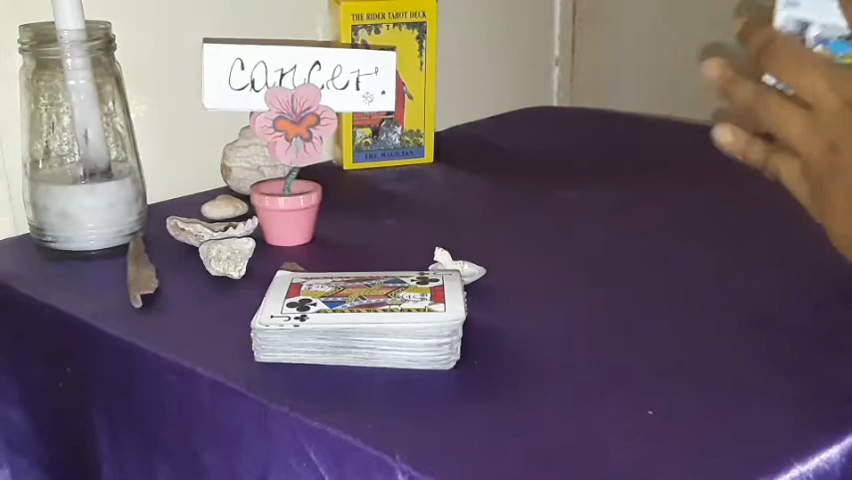 THE RIDER TAROT DECK
Cancer.
THE MAGICIAN
J